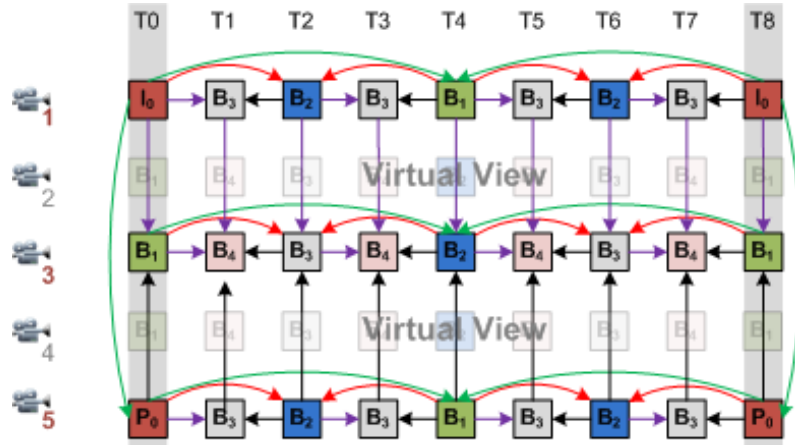 T0 T1 T2 T3 T4 T5 T6 T7 T8
1 I₀ B₃ B₂ B₃ B₁ B₃ B₂ B₃ I₀
2 B₁ B₄ B₃ Virtual View B₃ B₄ B₁
3 B₁ B₄ B₃ B₄ B₂ B₄ B₃ B₄ B₁
4 B₁ B₄ B₃ Virtual View B₃ B₄ B₁
5 P₀ B₃ B₂ B₃ B₁ B₃ B₂ B₃ P₀